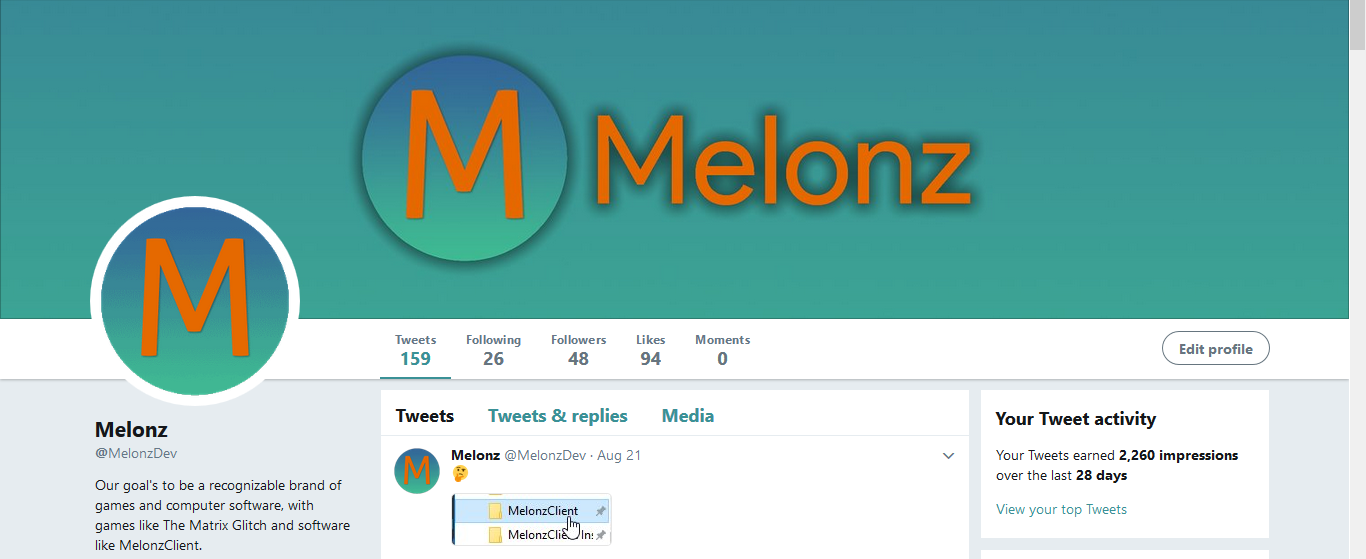 M Melonz
M
Tweets Following Followers Likes Moments
159 26 48 94 0
Edit profile
Melonz
@MelonzDev
Our goal's to be a recognizable brand of
games and computer software, with
games like The Matrix Glitch and software
like MelonzClient.
Tweets Tweets & replies Media
M
Melonz @MelonzDev · Aug 21
MelonzClient
Your Tweet activity
Your Tweets earned 2,260 impressions
over the last 28 days
View your top Tweets